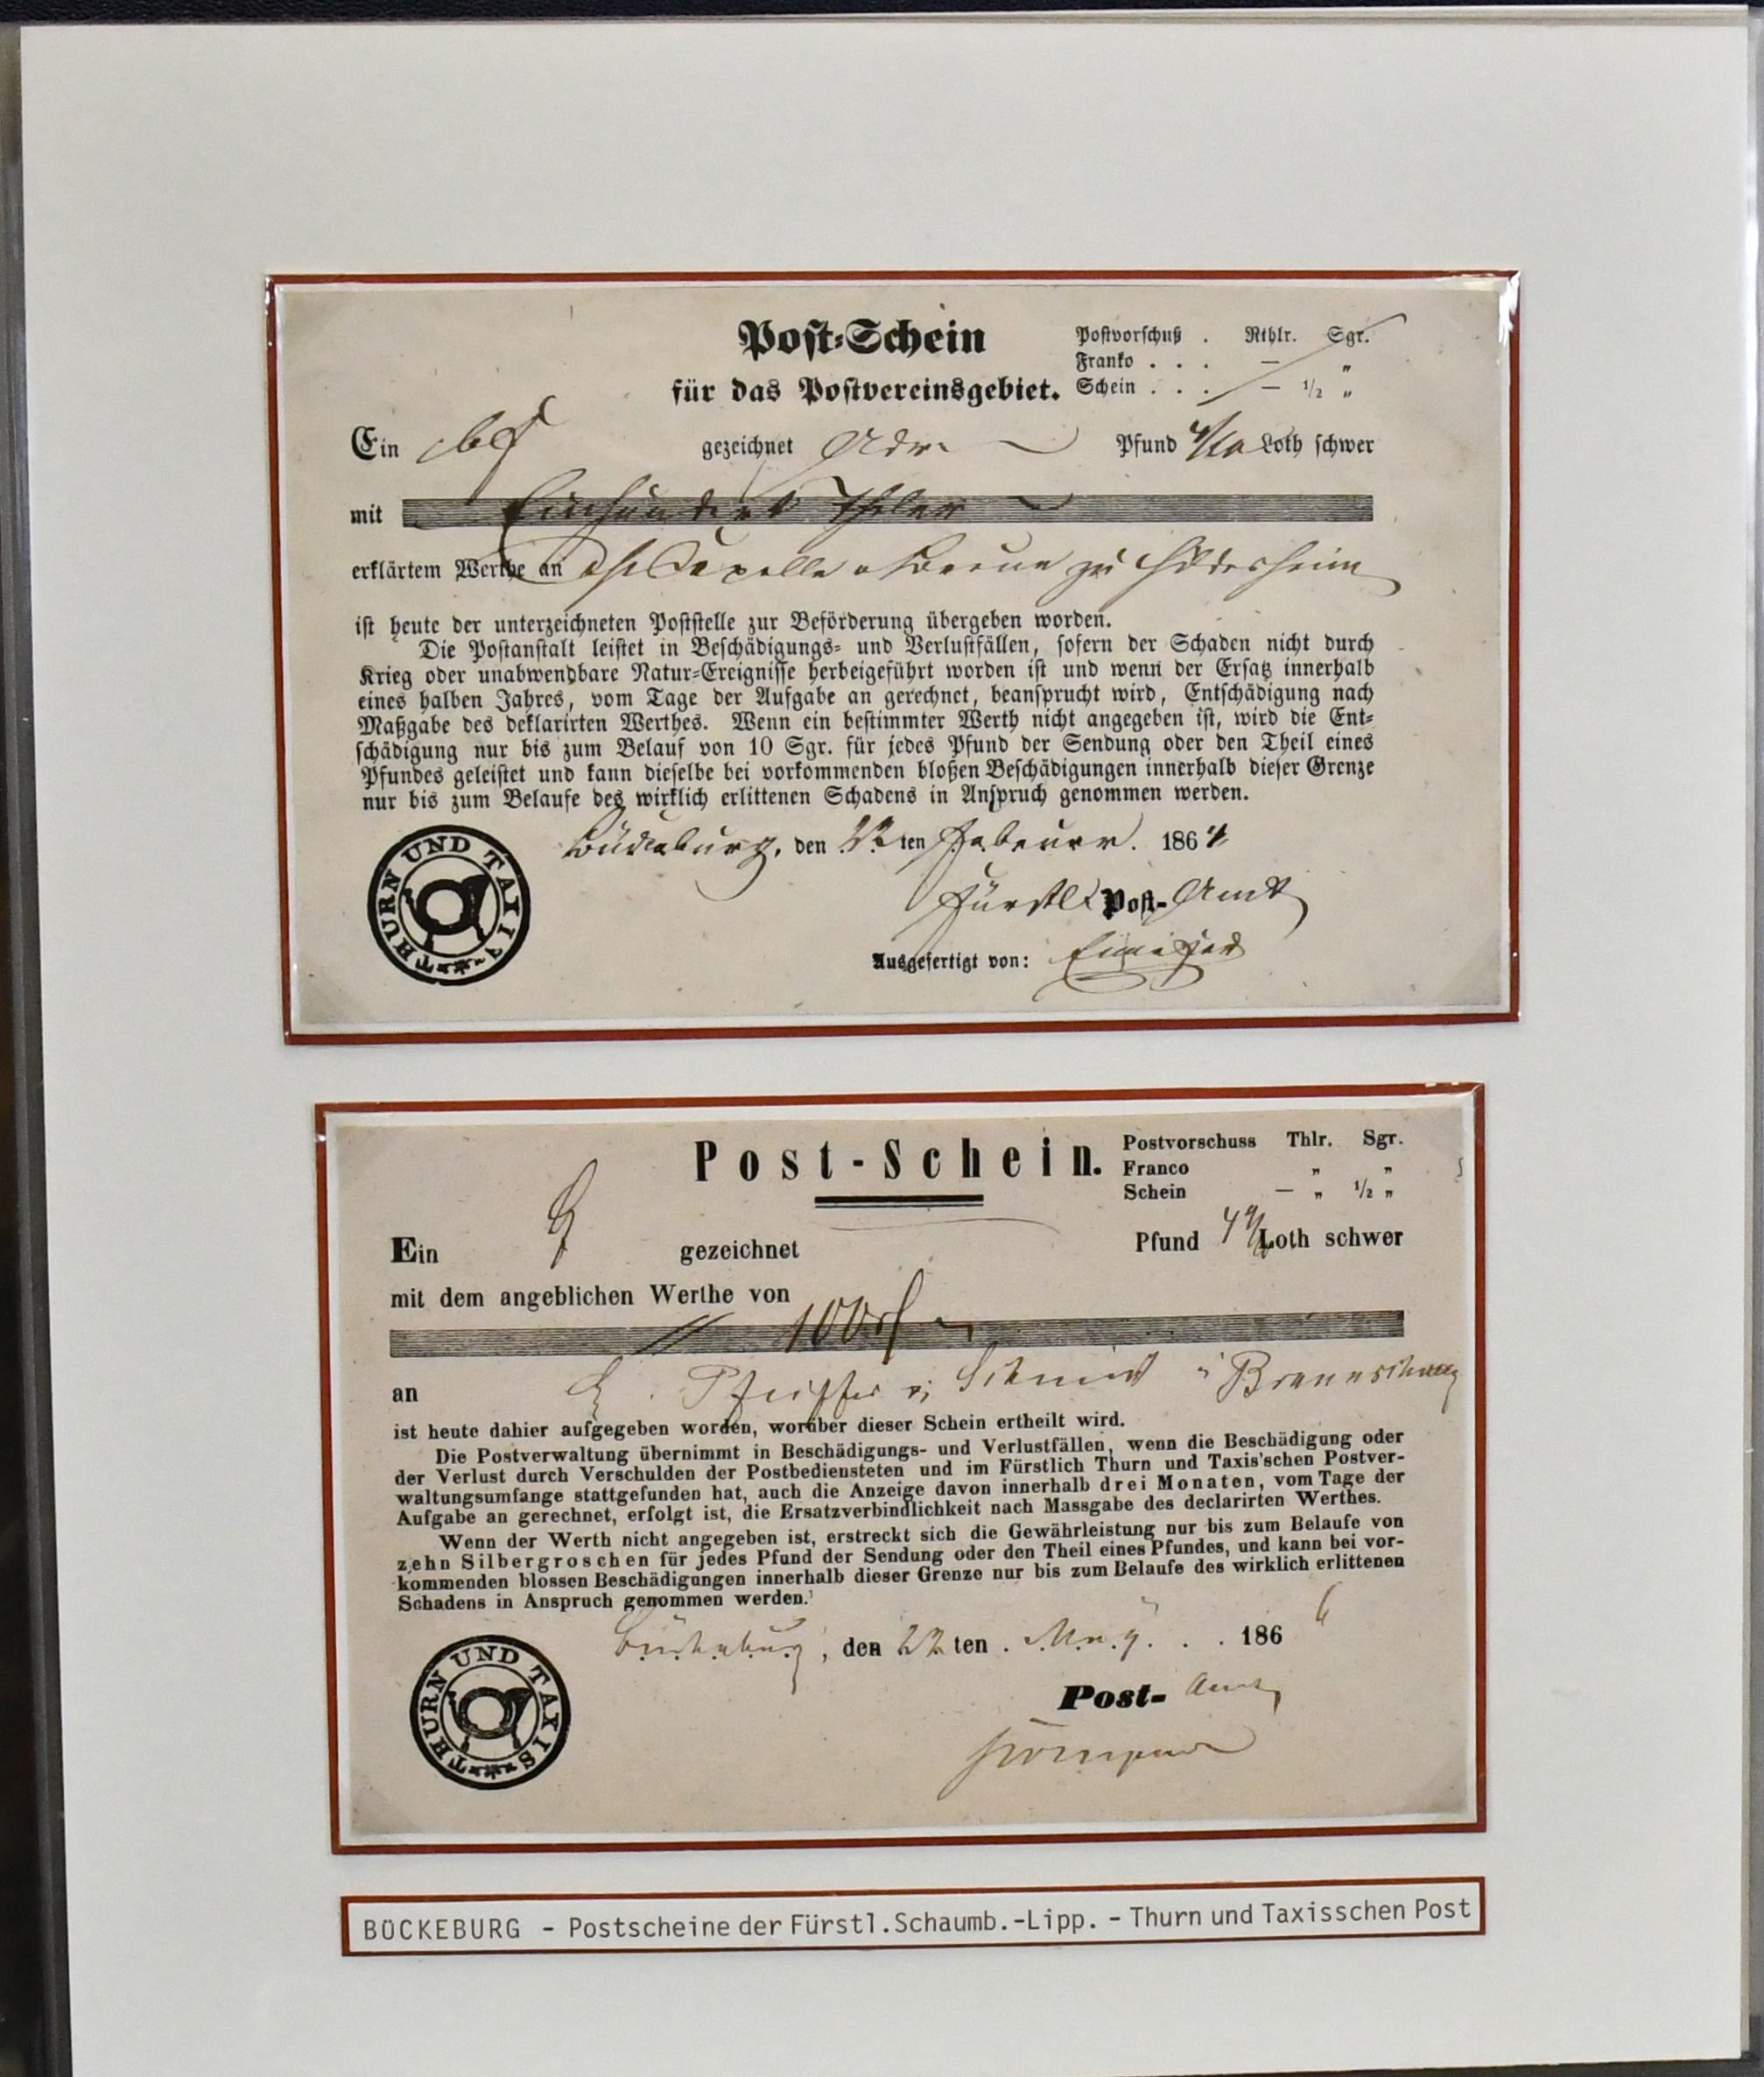 Post-Schein
für das Postvereinsgebiet.
Postvorschuß . Rthlr. Sgr.
Franko . . . — "
Schein . . . — 1/2 "
Ein gezeichnet Adr. Pfund 4/10 Loth schwer
mit Einhundert Thaler
erklärtem Werthe an zu Hildesheim
ist heute der unterzeichneten Poststelle zur Beförderung übergeben worden.
Die Postanstalt leistet in Beschädigungs- und Verlustfällen, sofern der Schaden nicht durch
Krieg oder unabwendbare Natur-Ereignisse herbeigeführt worden ist und wenn der Ersatz innerhalb
eines halben Jahres, vom Tage der Aufgabe an gerechnet, beansprucht wird, Entschädigung nach
Maßgabe des deklarirten Werthes. Wenn ein bestimmter Werth nicht angegeben ist, wird die Ent-
schädigung nur bis zum Belauf von 10 Sgr. für jedes Pfund der Sendung oder den Theil eines
Pfundes geleistet und kann dieselbe bei vorkommenden bloßen Beschädigungen innerhalb dieser Grenze
nur bis zum Belaufe des wirklich erlittenen Schadens in Anspruch genommen werden.
Bückeburg, den 22ten Februar. 1864
Fürstl Post-Amt
Ausgefertigt von:
THURN UND TAXIS
Post-Schein.
Postvorschuss Thlr. Sgr.
Franco " "
Schein — " 1/2 "
Ein gezeichnet Pfund Loth schwer
mit dem angeblichen Werthe von
100
an Pfeiffer Schmidt Braunschweig
ist heute dahier aufgegeben worden, worüber dieser Schein ertheilt wird.
Die Postverwaltung übernimmt in Beschädigungs- und Verlustfällen, wenn die Beschädigung oder
der Verlust durch Verschulden der Postbediensteten und im Fürstlich Thurn und Taxis'schen Postver-
waltungsumfange stattgefunden hat, auch die Anzeige davon innerhalb drei Monaten, vom Tage der
Aufgabe an gerechnet, erfolgt ist, die Ersatzverbindlichkeit nach Massgabe des declarirten Werthes.
Wenn der Werth nicht angegeben ist, erstreckt sich die Gewährleistung nur bis zum Belaufe von
zehn Silbergroschen für jedes Pfund der Sendung oder den Theil eines Pfundes, und kann bei vor-
kommenden blossen Beschädigungen innerhalb dieser Grenze nur bis zum Belaufe des wirklich erlittenen
Schadens in Anspruch genommen werden.
Bückeburg, den 22ten . May. . . 1866
Post- Amt
THURN UND TAXIS
BÜCKEBURG - Postscheine der Fürstl.Schaumb.-Lipp. - Thurn und Taxisschen Post